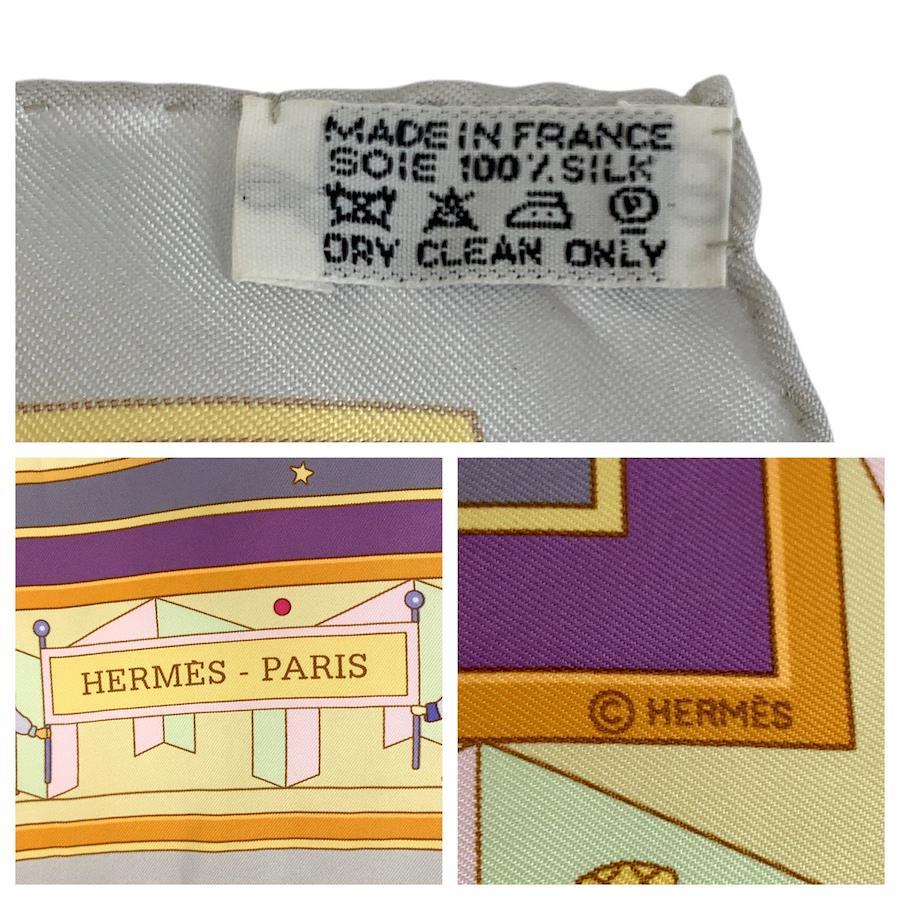 MADE IN FRANCE
SOIE 100% SILK
DRY CLEAN ONLY
HERMÈS - PARIS
© HERMÈS